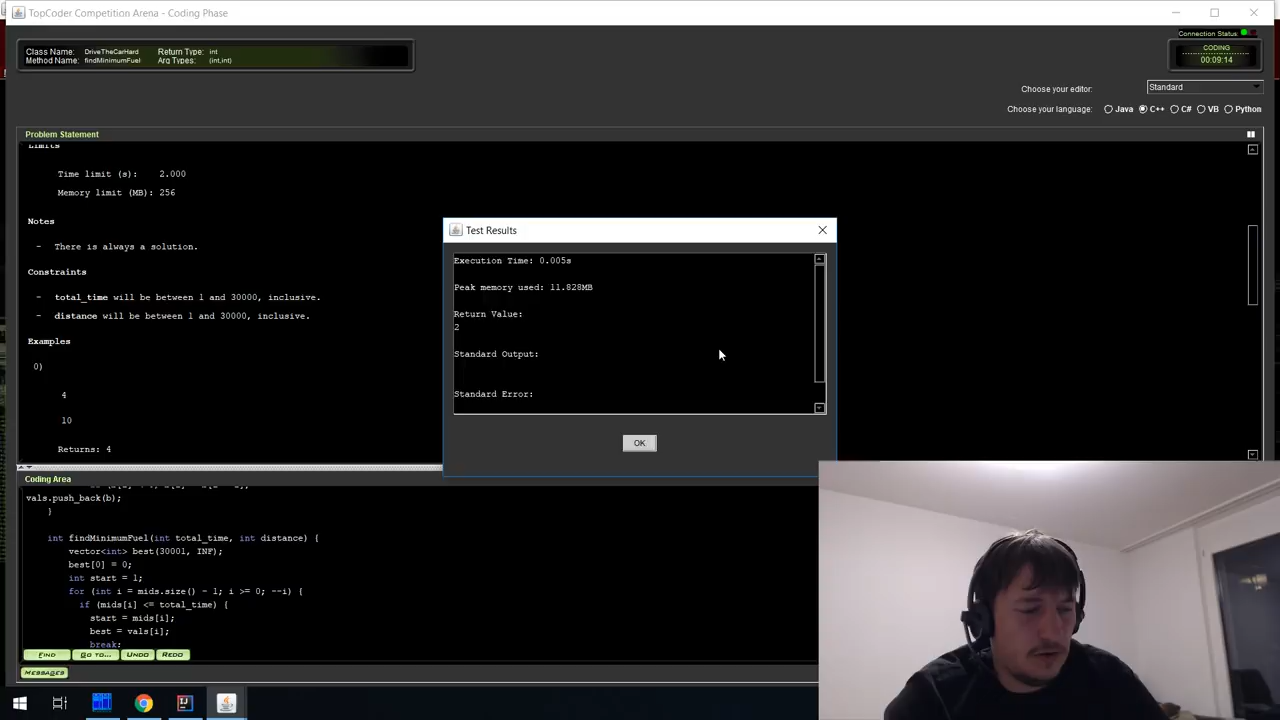 TopCoder Competition Arena - Coding Phase
Connection Status
Class Name: DriveTheCarHard Return Type: int
Method Name: findMinimumFuel Arg Types: (int,int)
CODING
00:09:14
Choose your editor: Standard
Choose your language: Java C++ C# VB Python
Problem Statement
Limits
Time limit (s): 2.000
Memory limit (MB): 256
Notes
- There is always a solution.
Constraints
- total_time will be between 1 and 30000, inclusive.
- distance will be between 1 and 30000, inclusive.
Examples
0)
4
10
Returns: 4
Test Results
Execution Time: 0.005s
Peak memory used: 11.828MB
Return Value:
2
Standard Output:
Standard Error:
OK
Coding Area
vals.push_back(b);
}
int findMinimumFuel(int total_time, int distance) {
vector<int> best(30001, INF);
best[0] = 0;
int start = 1;
for (int i = mids.size() - 1; i >= 0; --i) {
if (mids[i] <= total_time) {
start = mids[i];
best = vals[i];
break;
FIND GO TO... UNDO REDO
MESSAGES